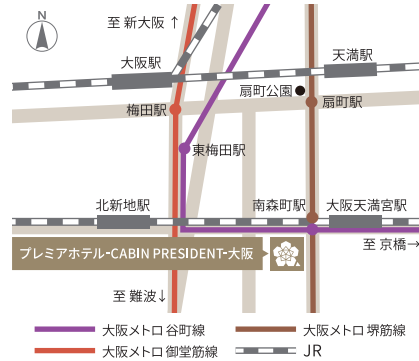 N
至 新大阪 ↑
大阪駅
天満駅
扇町公園
扇町駅
梅田駅
東梅田駅
北新地駅
南森町駅
大阪天満宮駅
至 京橋→
プレミアホテル-CABIN PRESIDENT-大阪
至 難波↓
大阪メトロ 谷町線
大阪メトロ 堺筋線
大阪メトロ 御堂筋線
JR